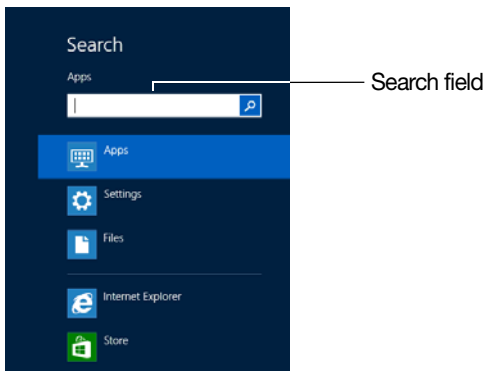 Search
Apps
Search field
Apps
Settings
Files
Internet Explorer
Store